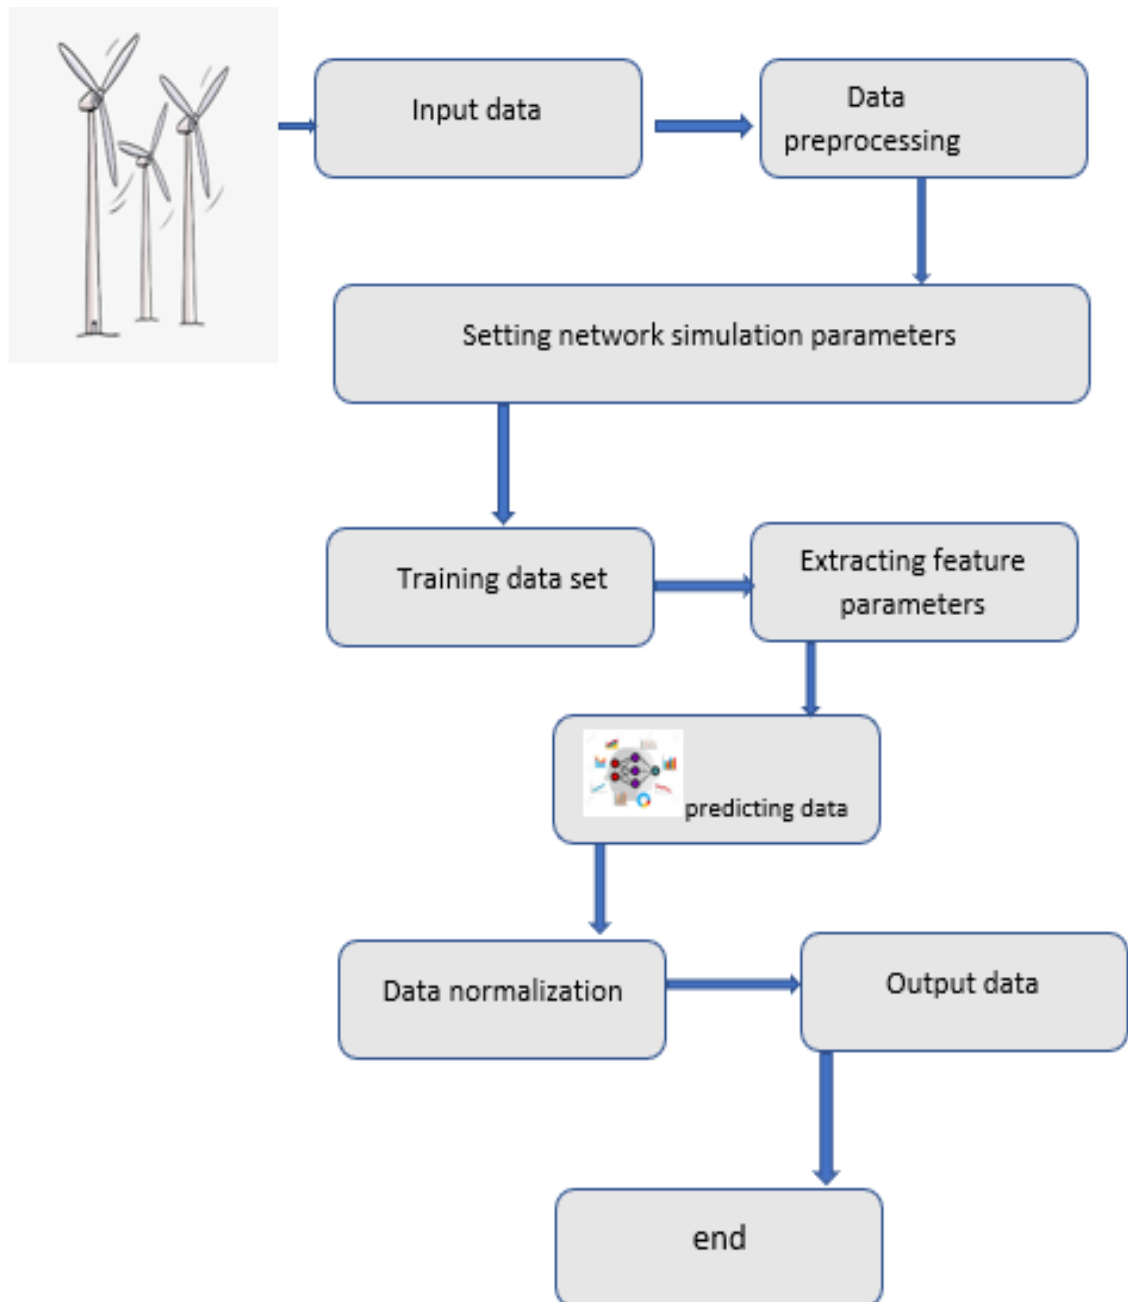 Input data
Data
preprocessing
Setting network simulation parameters
Training data set
Extracting feature
parameters
predicting data
Data normalization
Output data
end